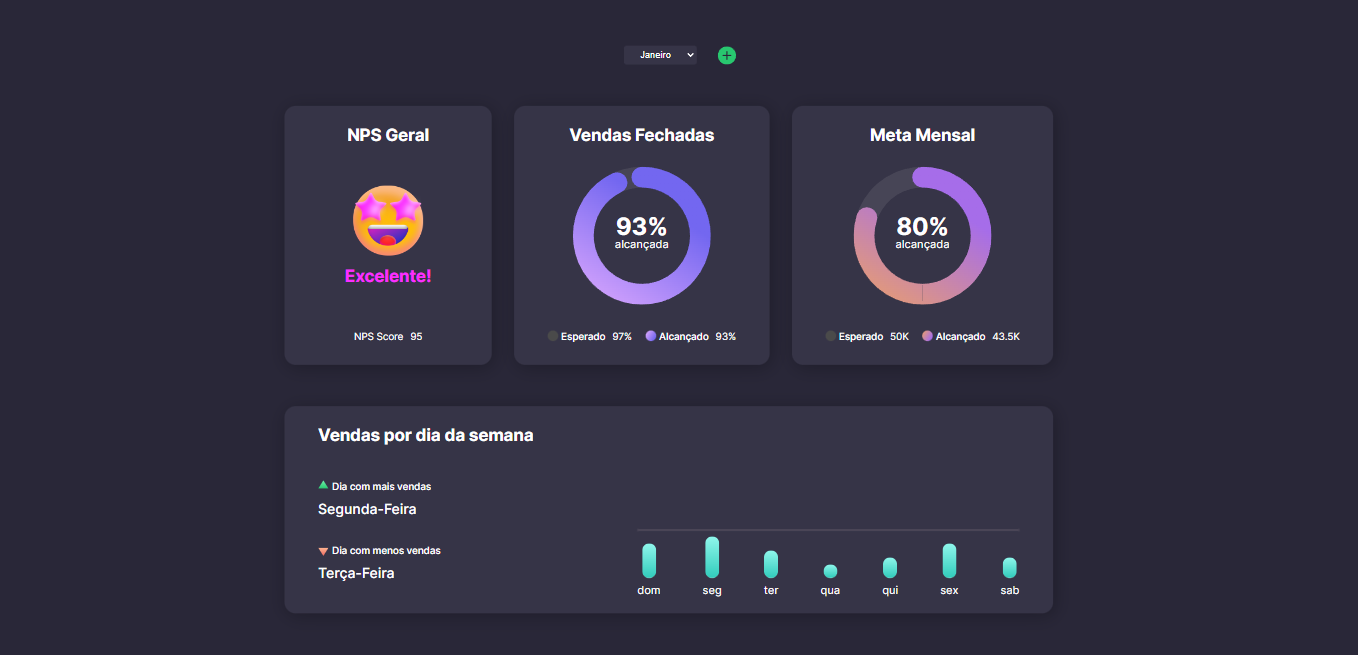 Janeiro
NPS Geral
Excelente!
NPS Score 95
Vendas Fechadas
93%
alcançada
Esperado 97% Alcançado 93%
Meta Mensal
80%
alcançada
Esperado 50K Alcançado 43.5K
Vendas por dia da semana
Dia com mais vendas
Segunda-Feira
Dia com menos vendas
Terça-Feira
dom seg ter qua qui sex sab